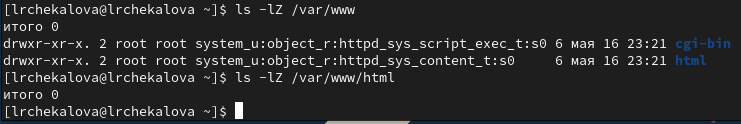 [lrchekalova@lrchekalova ~]$ ls -lZ /var/www
итого 0
drwxr-xr-x. 2 root root system_u:object_r:httpd_sys_script_exec_t:s0 6 мая 16 23:21 cgi-bin
drwxr-xr-x. 2 root root system_u:object_r:httpd_sys_content_t:s0     6 мая 16 23:21 html
[lrchekalova@lrchekalova ~]$ ls -lZ /var/www/html
итого 0
[lrchekalova@lrchekalova ~]$